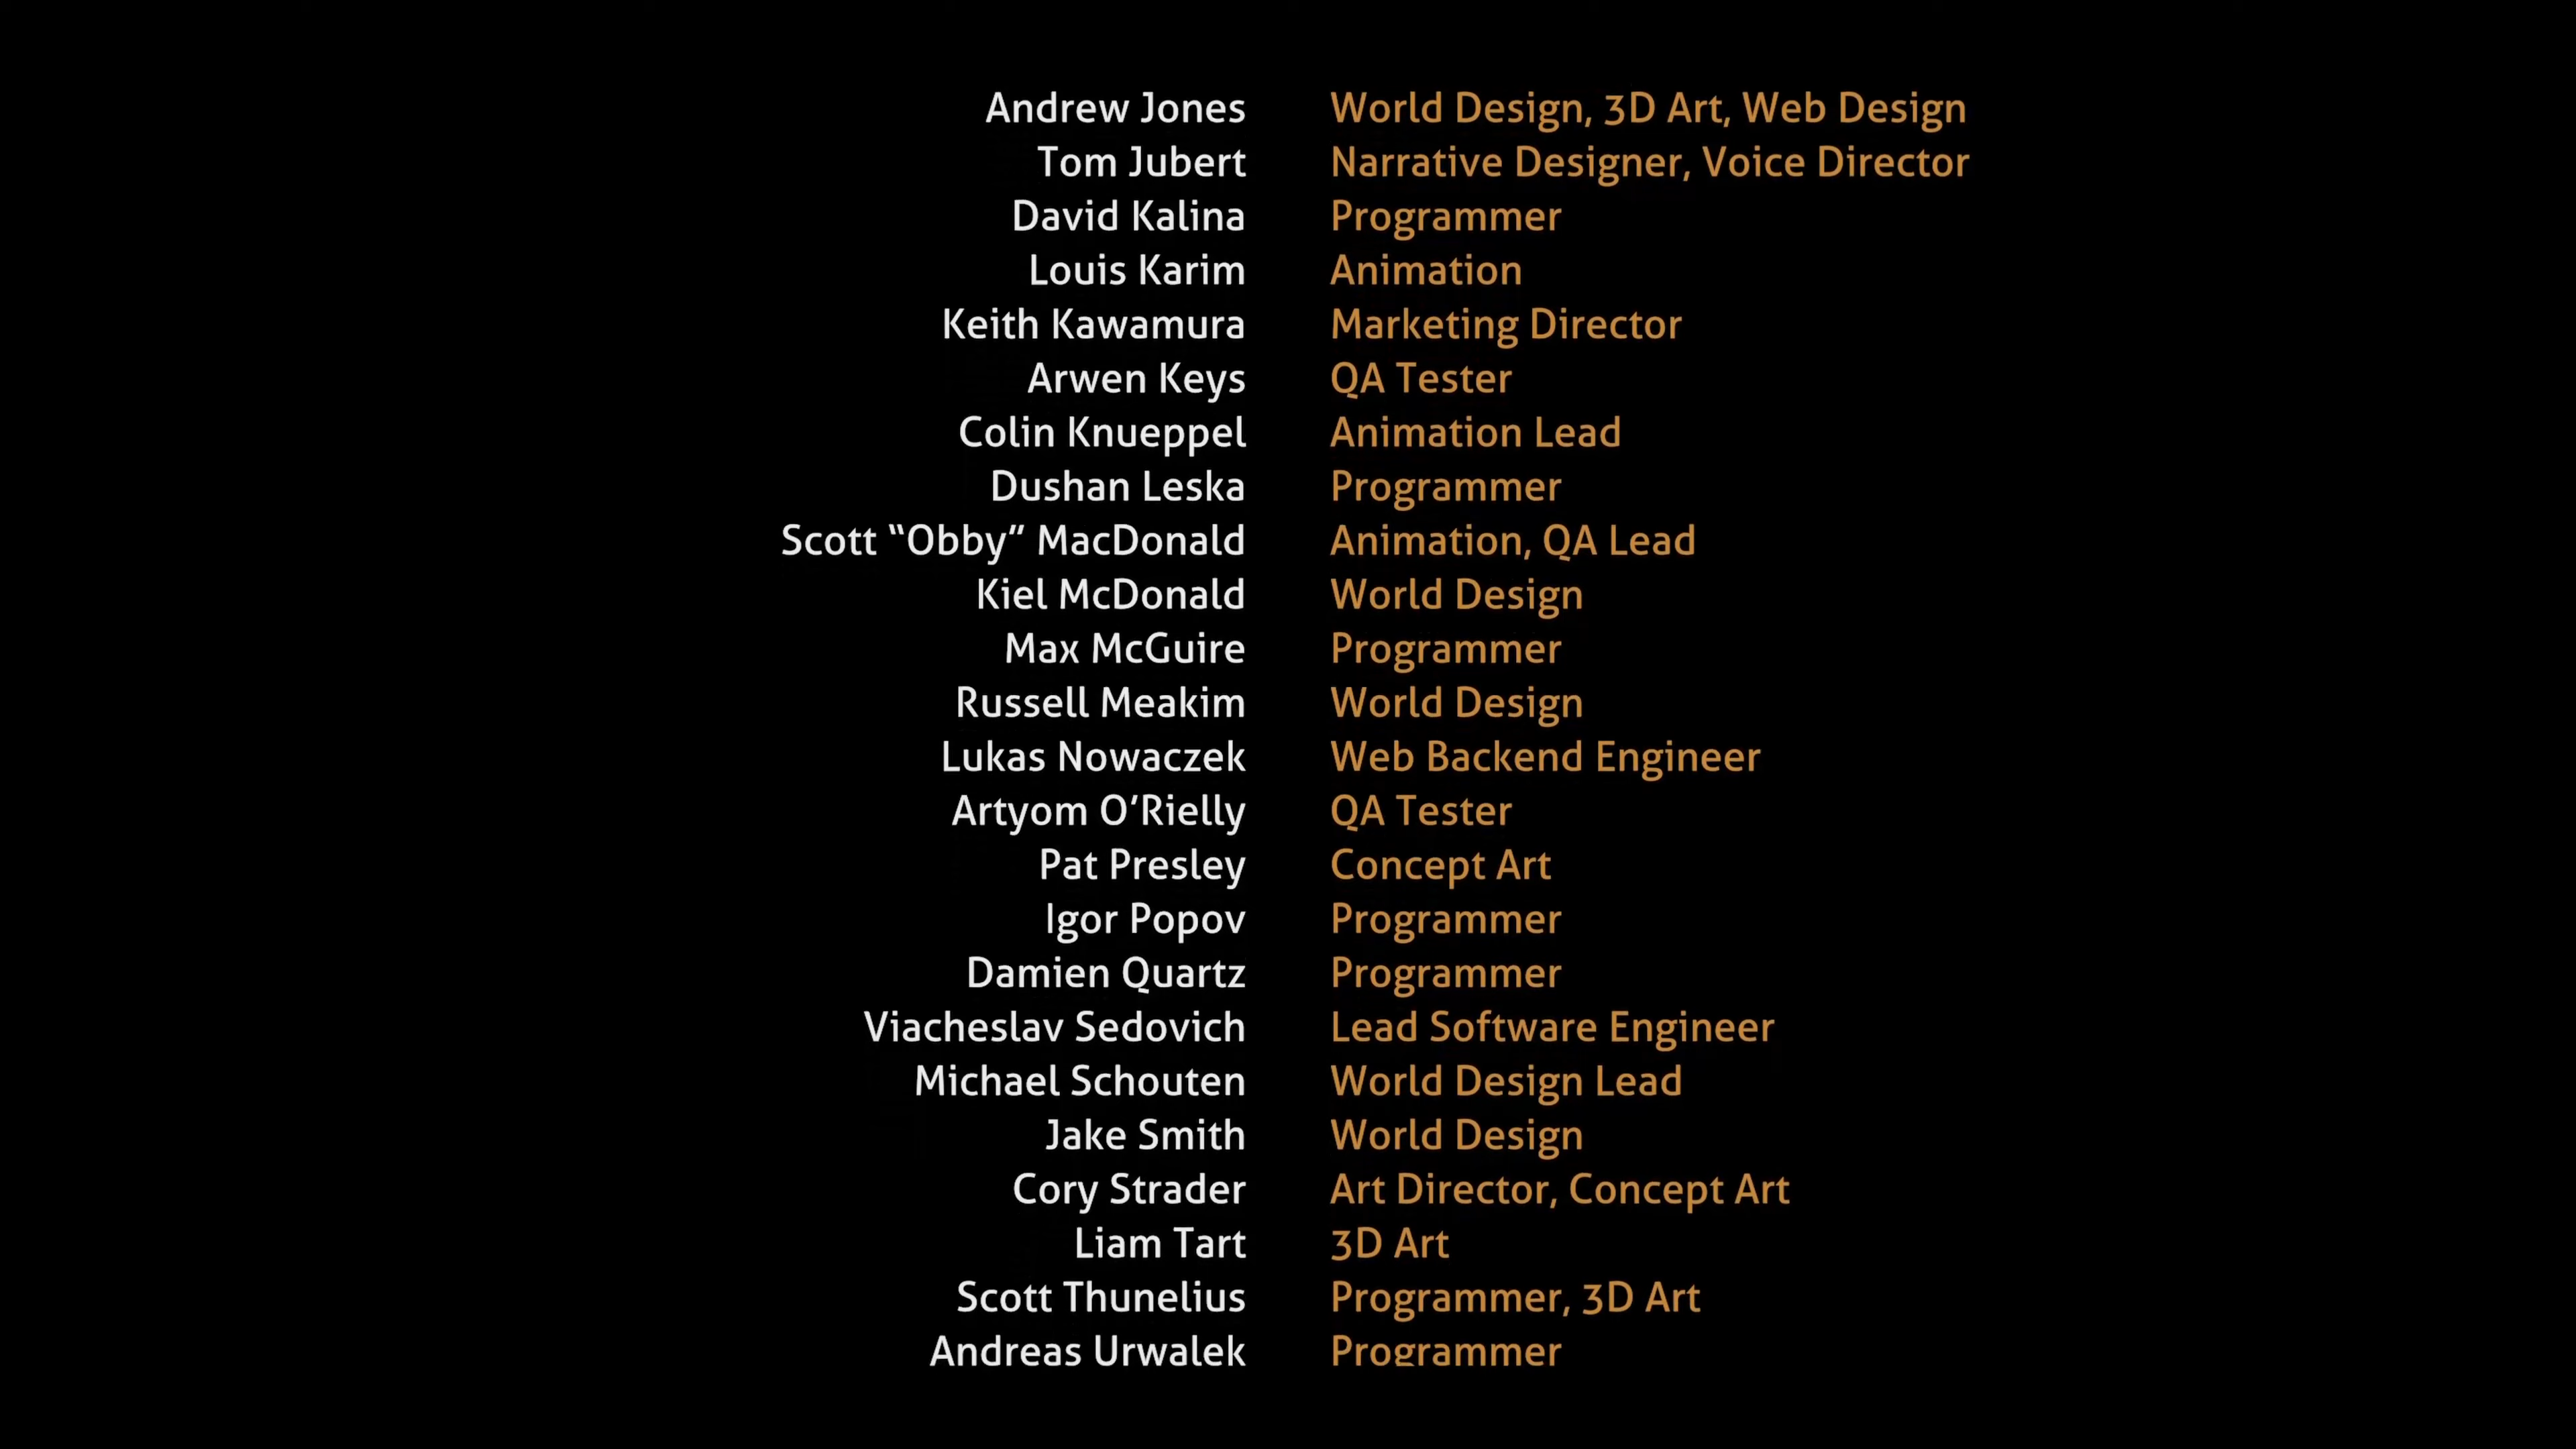 Andrew Jones World Design, 3D Art, Web Design
Tom Jubert Narrative Designer, Voice Director
David Kalina Programmer
Louis Karim Animation
Keith Kawamura Marketing Director
Arwen Keys QA Tester
Colin Knueppel Animation Lead
Dushan Leska Programmer
Scott “Obby” MacDonald Animation, QA Lead
Kiel McDonald World Design
Max McGuire Programmer
Russell Meakim World Design
Lukas Nowaczek Web Backend Engineer
Artyom O’Rielly QA Tester
Pat Presley Concept Art
Igor Popov Programmer
Damien Quartz Programmer
Viacheslav Sedovich Lead Software Engineer
Michael Schouten World Design Lead
Jake Smith World Design
Cory Strader Art Director, Concept Art
Liam Tart 3D Art
Scott Thunelius Programmer, 3D Art
Andreas Urwalek Programmer